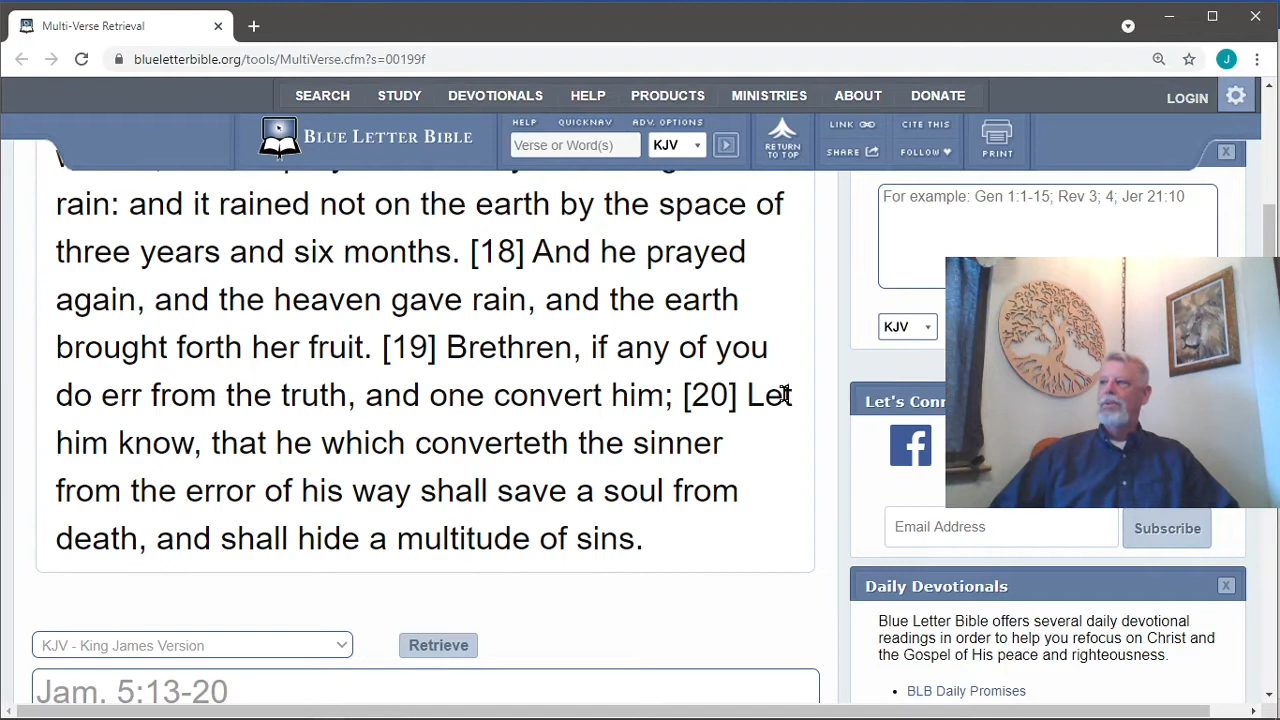 Multi-Verse Retrieval
blueletterbible.org/tools/MultiVerse.cfm?s=00199f
J
SEARCH STUDY DEVOTIONALS HELP PRODUCTS MINISTRIES ABOUT DONATE
LOGIN
BLUE LETTER BIBLE
HELP QUICKNAV ADV. OPTIONS
Verse or Word(s) KJV
RETURN
TO TOP
LINK CITE THIS
SHARE FOLLOW
PRINT
rain: and it rained not on the earth by the space of
three years and six months. [18] And he prayed
again, and the heaven gave rain, and the earth
brought forth her fruit. [19] Brethren, if any of you
do err from the truth, and one convert him; [20] Let
him know, that he which converteth the sinner
from the error of his way shall save a soul from
death, and shall hide a multitude of sins.
KJV - King James Version Retrieve
Jam. 5:13-20
For example: Gen 1:1-15; Rev 3; 4; Jer 21:10
KJV
Let's Conn
Email Address Subscribe
Daily Devotionals X
Blue Letter Bible offers several daily devotional
readings in order to help you refocus on Christ and
the Gospel of His peace and righteousness.
BLB Daily Promises